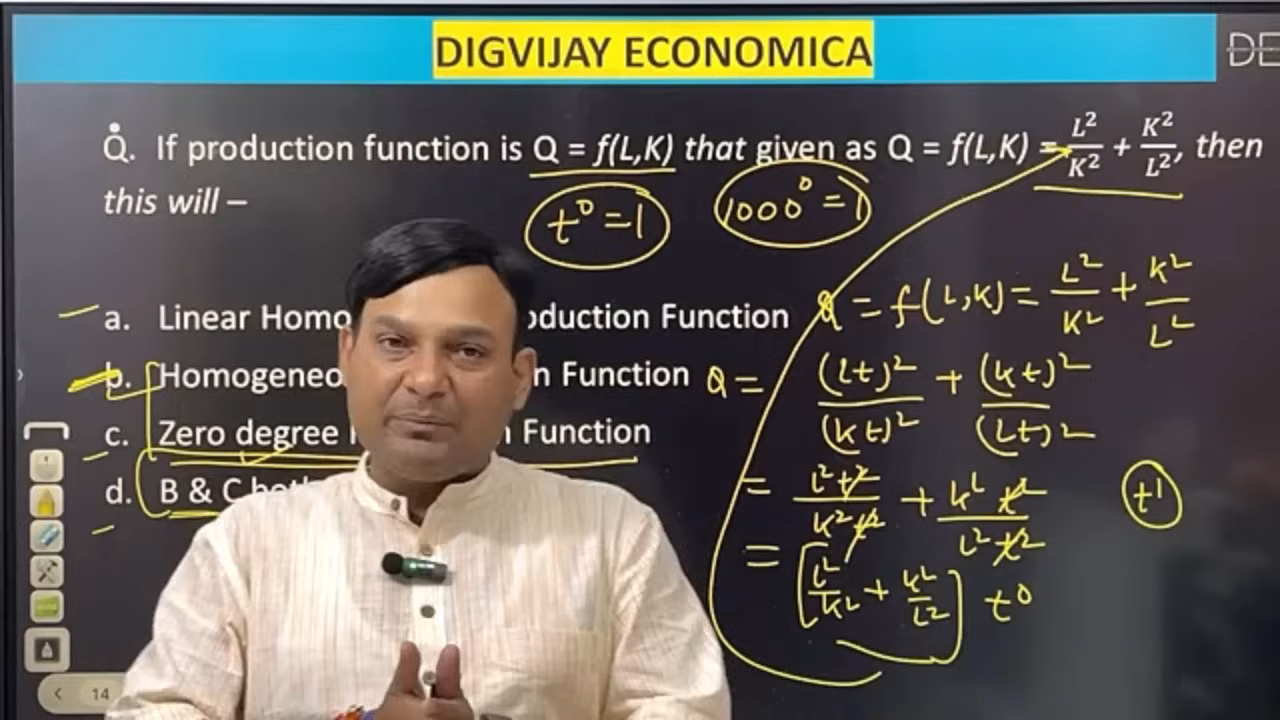 DIGVIJAY ECONOMICA
DE
Q. If production function is Q = f(L,K) that given as Q = f(L,K) = L²/K² + K²/L², then
this will –
t⁰ = 1
1000⁰ = 1
a. Linear Homo oduction Function
b. Homogeneo n Function
c. Zero degree Function
d. B & C both
Q = f(L,K) = L²/K² + K²/L²
Q = (Lt)²/(Kt)² + (Kt)²/(Lt)²
= L²t²/K²t² + K²t²/L²t²
t¹
= [L²/K² + K²/L²] t⁰
14